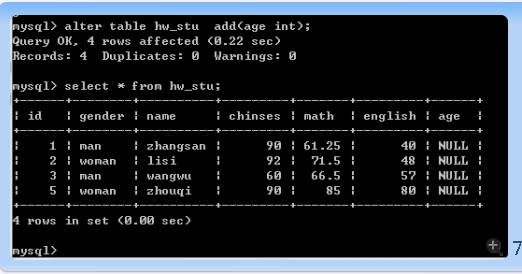 mysql> alter table hw_stu  add(age int);
Query OK, 4 rows affected (0.22 sec)
Records: 4  Duplicates: 0  Warnings: 0
mysql> select * from hw_stu;
+----+--------+----------+---------+-------+---------+------+
| id | gender | name     | chinses | math  | english | age  |
+----+--------+----------+---------+-------+---------+------+
|  1 | man    | zhangsan |      90 | 61.25 |      40 | NULL |
|  2 | woman  | lisi     |      92 |  71.5 |      48 | NULL |
|  3 | man    | wangwu   |      60 |  66.5 |      57 | NULL |
|  5 | woman  | zhouqi   |      90 |    85 |      80 | NULL |
+----+--------+----------+---------+-------+---------+------+
4 rows in set (0.00 sec)
mysql>
7